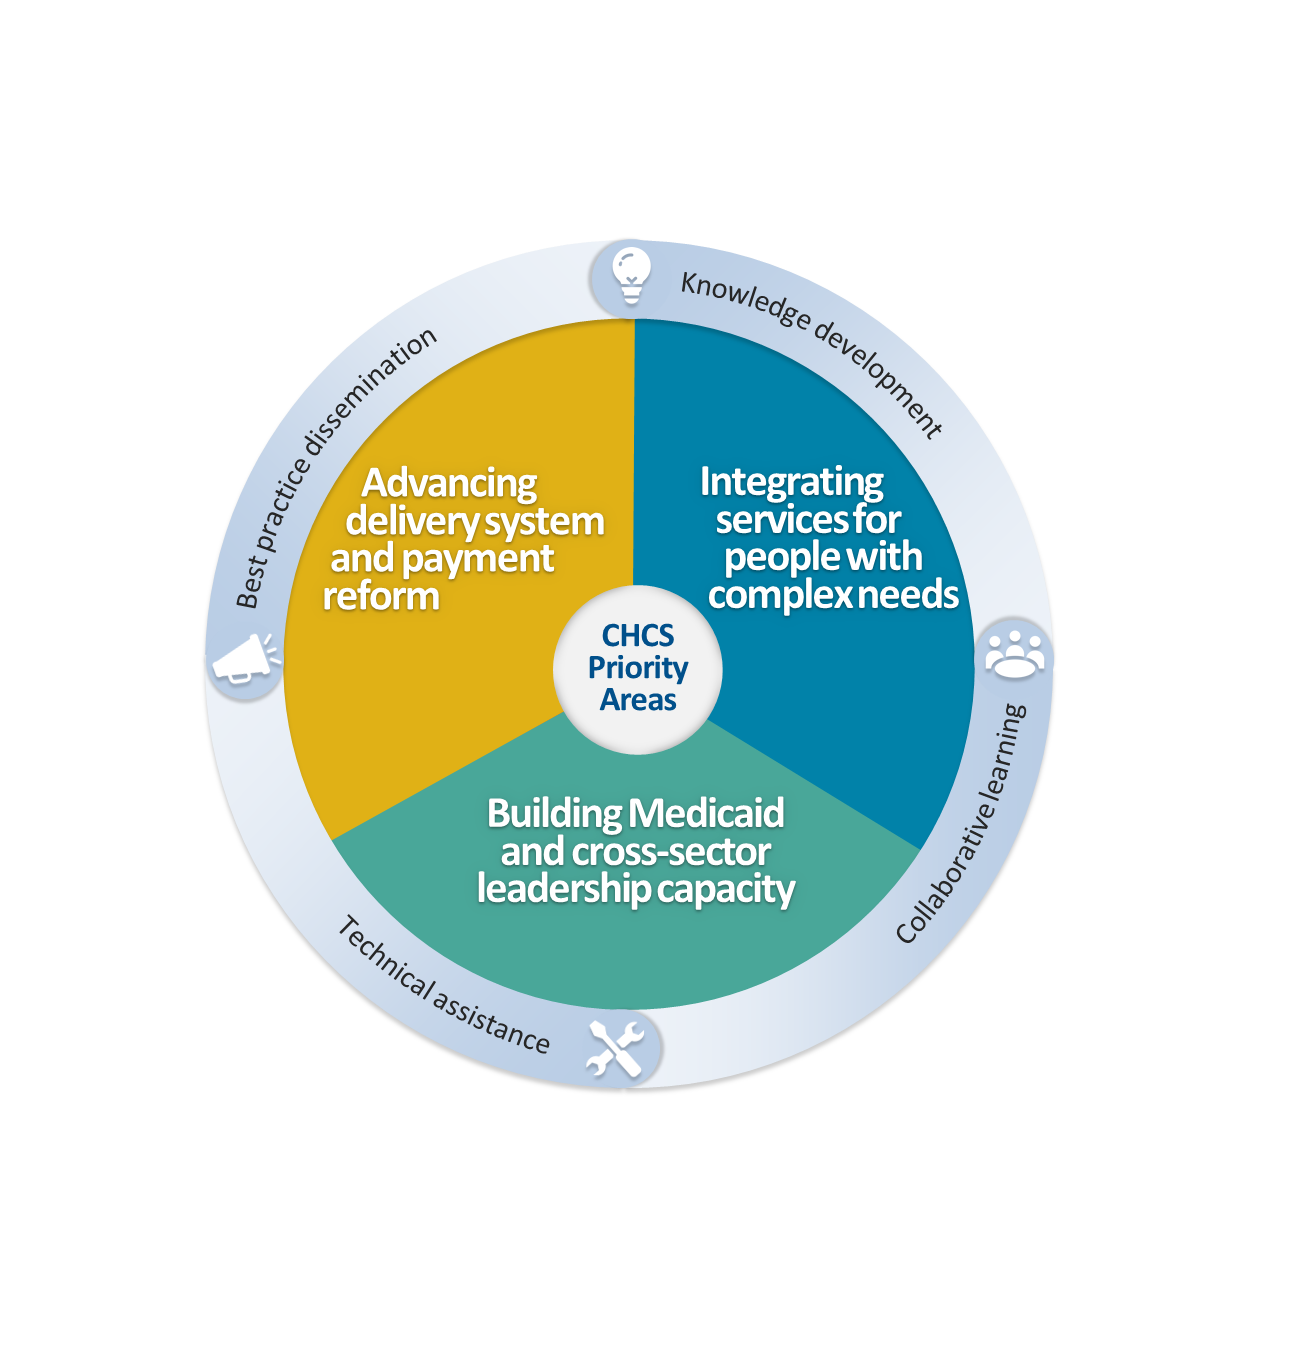 Knowledge development
Best practice dissemination
Advancing
delivery system
and payment
reform
Integrating
services for
people with
complex needs
CHCS
Priority
Areas
Building Medicaid
and cross-sector
leadership capacity
Collaborative learning
Technical assistance